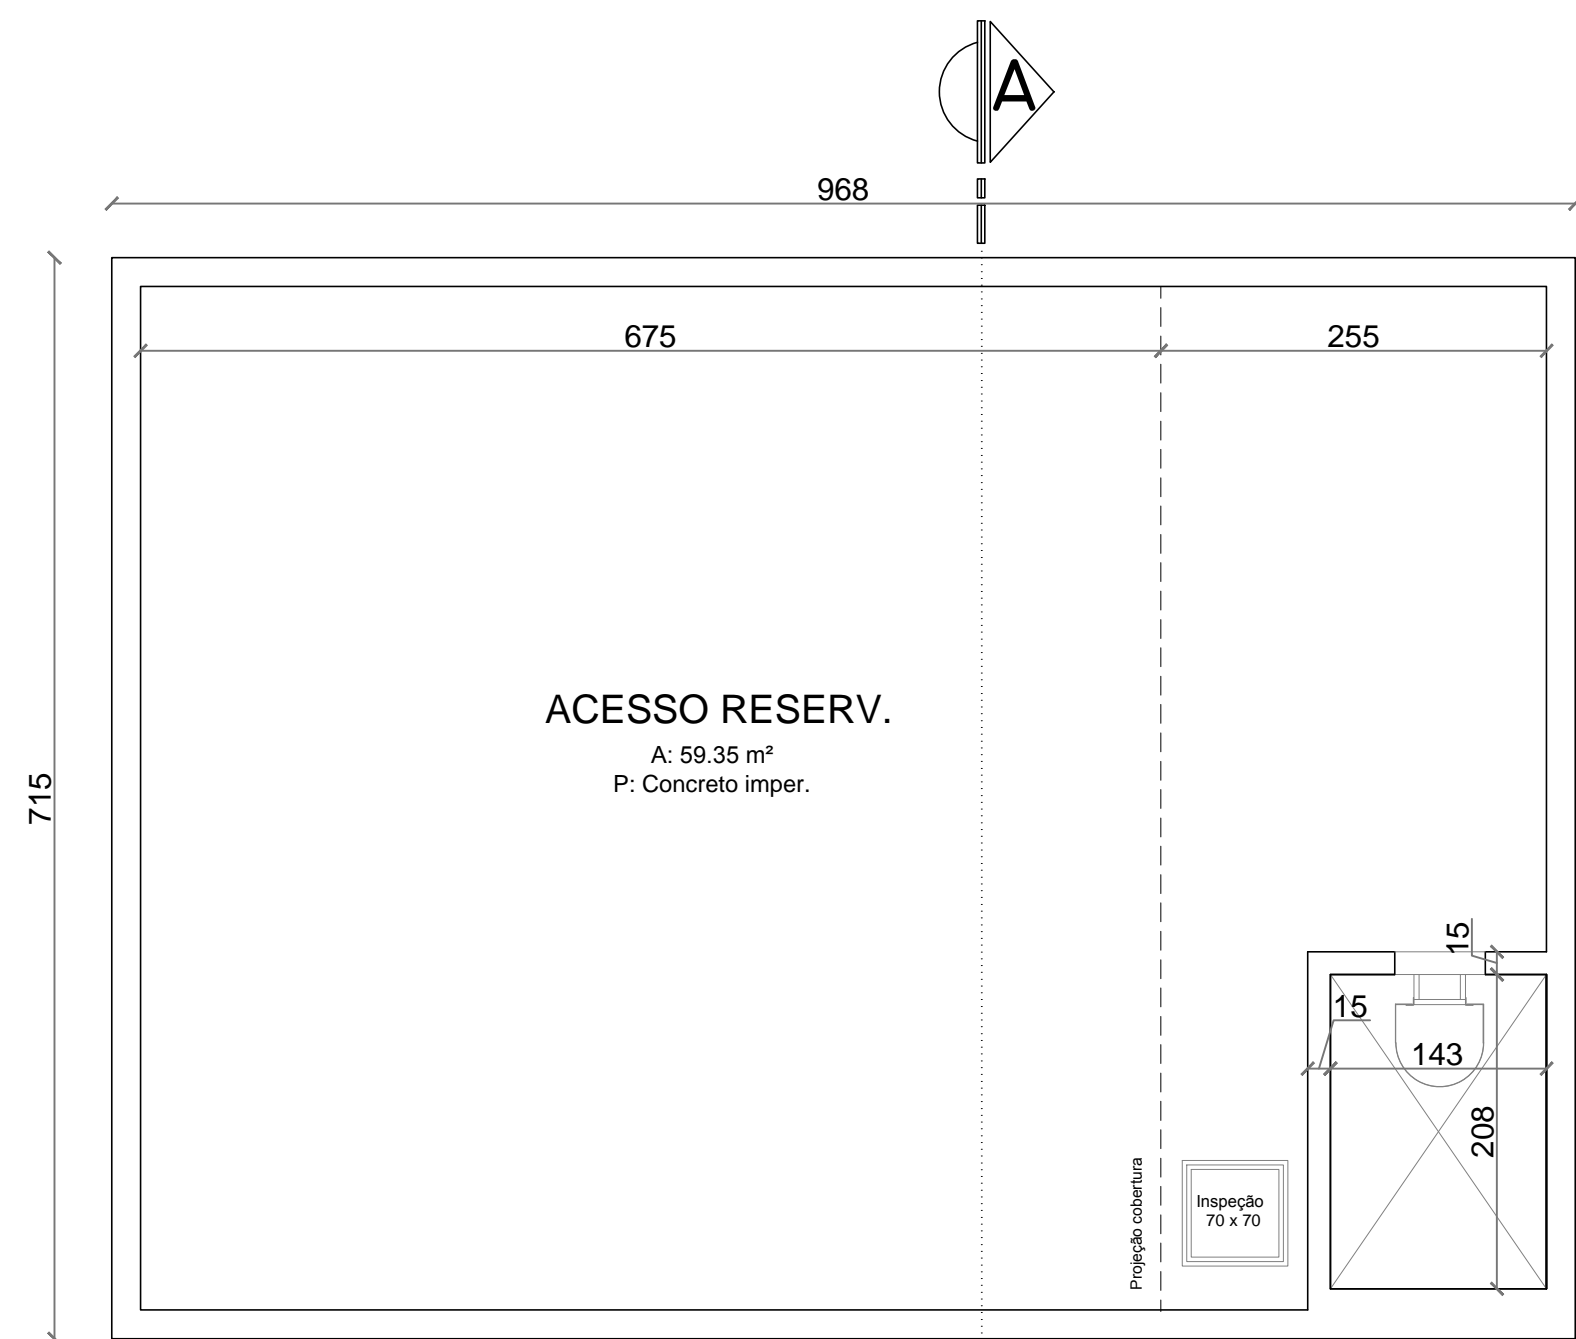 A
968
675
255
ACESSO RESERV.
A: 59.35 m²
P: Concreto imper.
715
15
15
143
208
Projeção cobertura
Inspeção
70 x 70